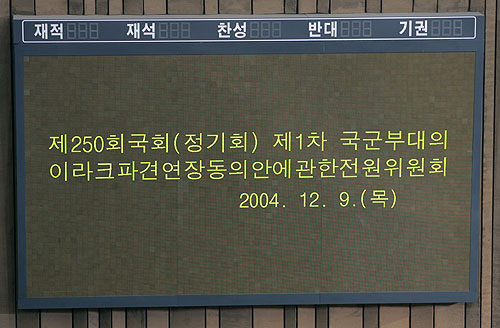 재적 재석 찬성 반대 기권
제250회국회(정기회) 제1차 국군부대의
이라크파견연장동의안에관한전원위원회
2004. 12. 9.(목)